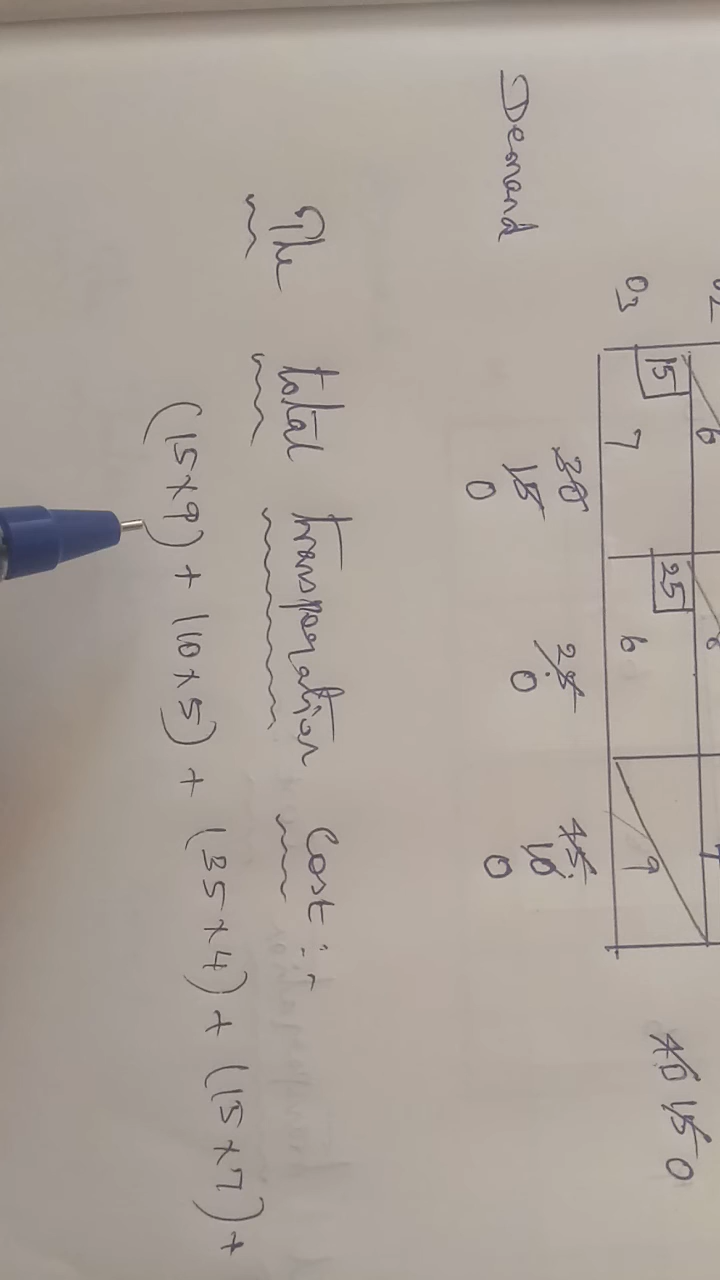 6 8 7
O3 15 7 25 6 9 40 15 0
Demand 30 25 45
15 0 10
0 0
The total transporation cost :-
(15×9) + (10×5) + (35×4) + (15×7) +